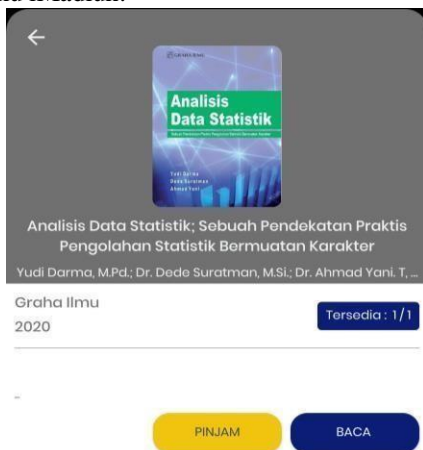 Analisis
Data Statistik
Yudi Darma
Dede Suratman
Ahmad Yani
Analisis Data Statistik; Sebuah Pendekatan Praktis
Pengolahan Statistik Bermuatan Karakter
Yudi Darma, M.Pd.; Dr. Dede Suratman, M.Si.; Dr. Ahmad Yani. T, ...
Graha Ilmu
2020
Tersedia : 1/1
-
PINJAM
BACA